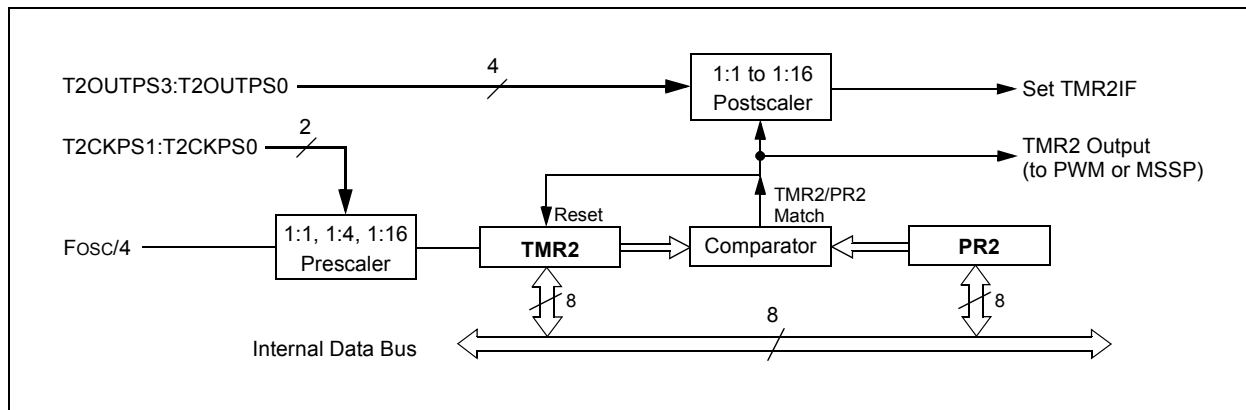 T2OUTPS3:T2OUTPS0
4
1:1 to 1:16
Postscaler
Set TMR2IF
T2CKPS1:T2CKPS0
2
TMR2 Output
(to PWM or MSSP)
Reset
TMR2/PR2
Match
FOSC/4
1:1, 1:4, 1:16
Prescaler
TMR2
Comparator
PR2
8
8
8
Internal Data Bus